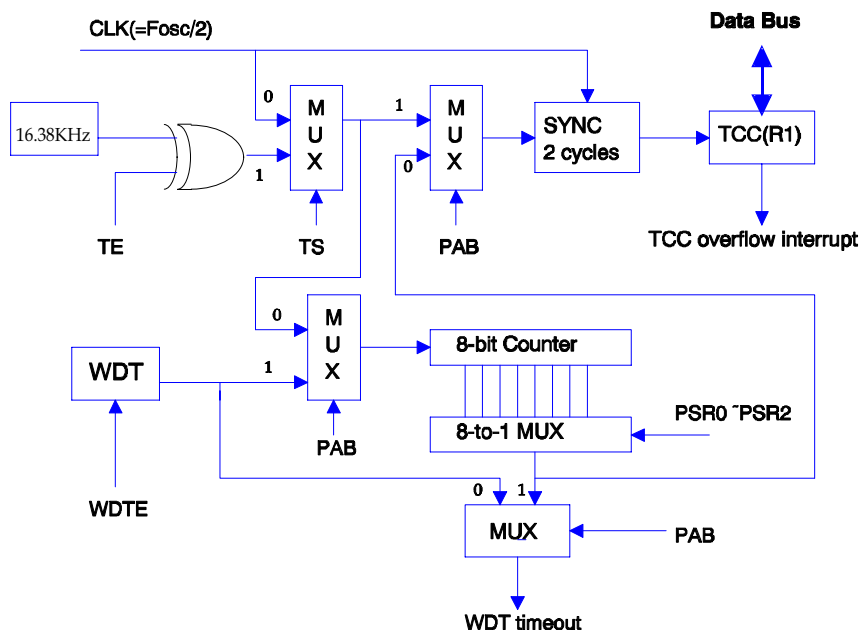 CLK(=Fosc/2)
Data Bus
0
M
U
X
1
M
U
X
0
16.38KHz
SYNC
2 cycles
TCC(R1)
1
TE
TS
PAB
TCC overflow interrupt
0
M
U
X
8-bit Counter
WDT
1
PAB
8-to-1 MUX
PSR0 ~PSR2
WDTE
0
1
MUX
PAB
WDT timeout